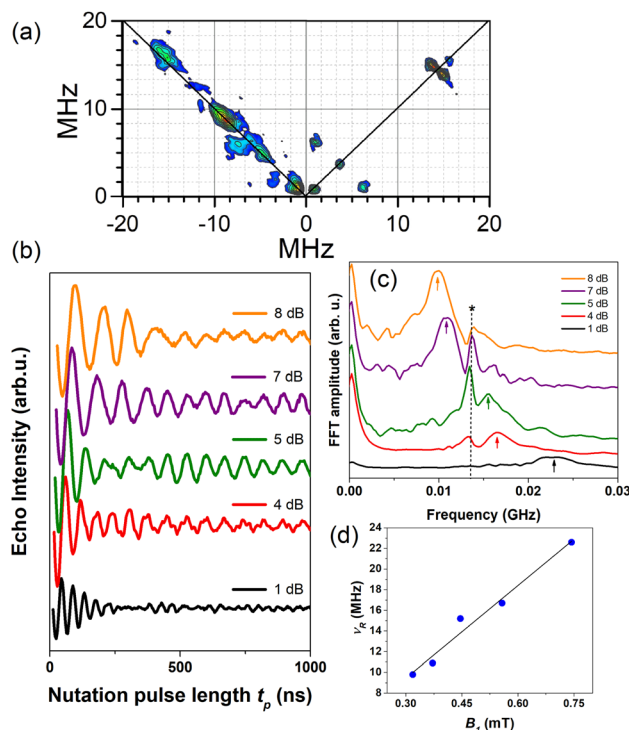 (a)
MHz
20
10
0
-20
-10
0
10
20
MHz
(b)
Echo Intensity (arb.u.)
8 dB
7 dB
5 dB
4 dB
1 dB
0
250
500
750
1000
Nutation pulse length tp (ns)
(c)
FFT amplitude (arb. u.)
8 dB
7 dB
5 dB
4 dB
1 dB
*
0.00
0.01
0.02
0.03
Frequency (GHz)
(d)
νR (MHz)
24
22
20
18
16
14
12
10
8
0.30
0.45
0.60
0.75
B1 (mT)